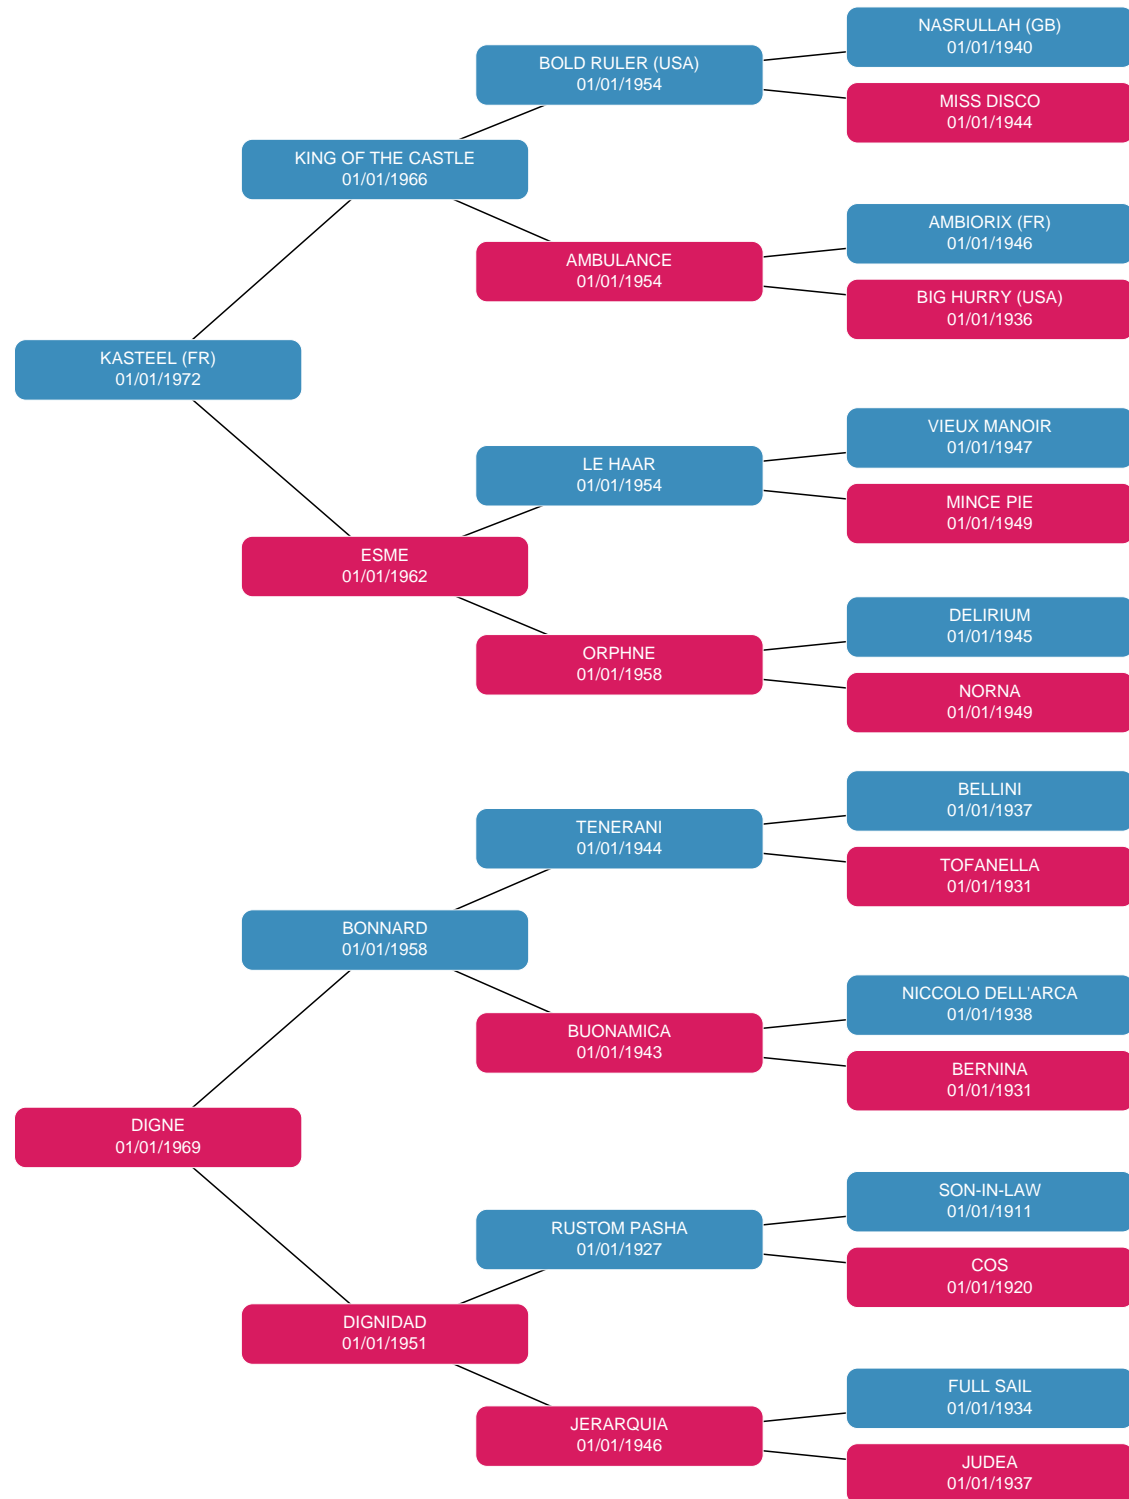 NASRULLAH (GB)
01/01/1940
BOLD RULER (USA)
01/01/1954
MISS DISCO
01/01/1944
KING OF THE CASTLE
01/01/1966
AMBIORIX (FR)
01/01/1946
AMBULANCE
01/01/1954
BIG HURRY (USA)
01/01/1936
KASTEEL (FR)
01/01/1972
VIEUX MANOIR
01/01/1947
LE HAAR
01/01/1954
MINCE PIE
01/01/1949
ESME
01/01/1962
DELIRIUM
01/01/1945
ORPHNE
01/01/1958
NORNA
01/01/1949
BELLINI
01/01/1937
TENERANI
01/01/1944
TOFANELLA
01/01/1931
BONNARD
01/01/1958
NICCOLO DELL'ARCA
01/01/1938
BUONAMICA
01/01/1943
BERNINA
01/01/1931
DIGNE
01/01/1969
SON-IN-LAW
01/01/1911
RUSTOM PASHA
01/01/1927
COS
01/01/1920
DIGNIDAD
01/01/1951
FULL SAIL
01/01/1934
JERARQUIA
01/01/1946
JUDEA
01/01/1937